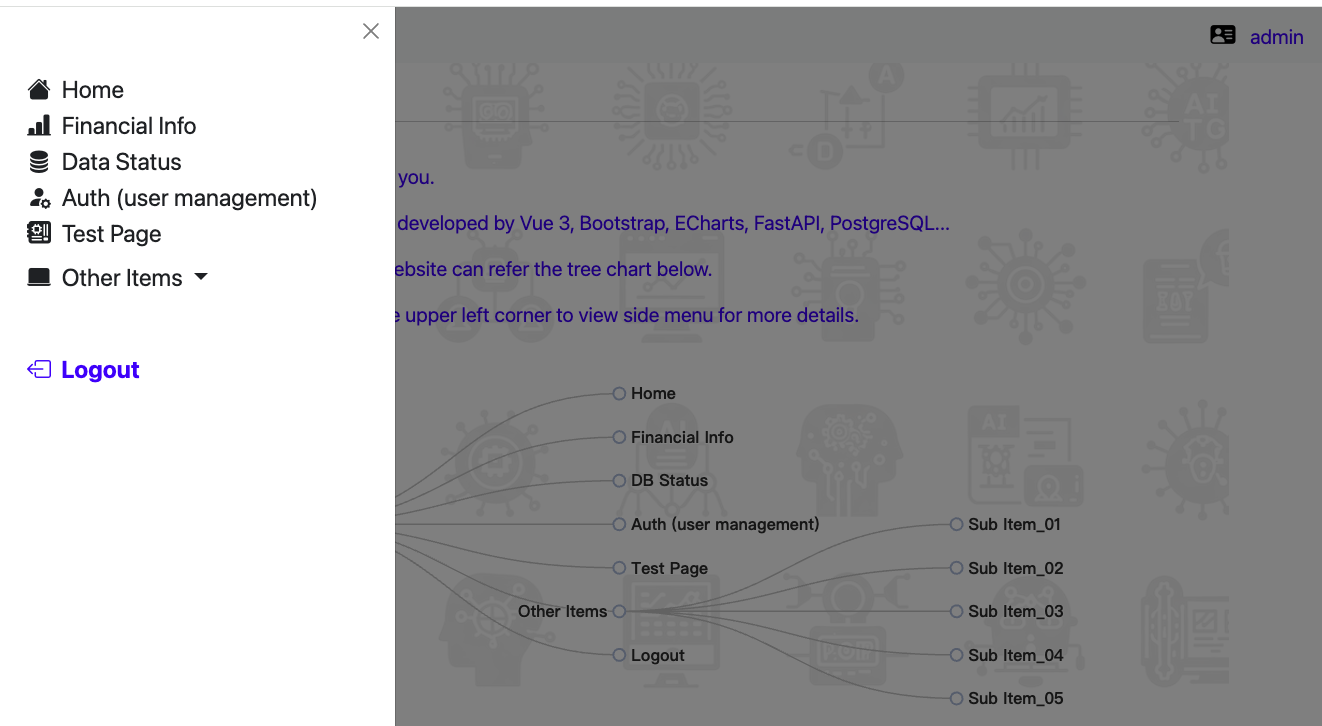 admin
Home
Financial Info
Data Status
Auth (user management)
Test Page
Other Items
Logout
you.
developed by Vue 3, Bootstrap, ECharts, FastAPI, PostgreSQL...
ebsite can refer the tree chart below.
e upper left corner to view side menu for more details.
Home
Financial Info
DB Status
Auth (user management)
Test Page
Other Items
Logout
Sub Item_01
Sub Item_02
Sub Item_03
Sub Item_04
Sub Item_05
A
D
AI
TG
AI